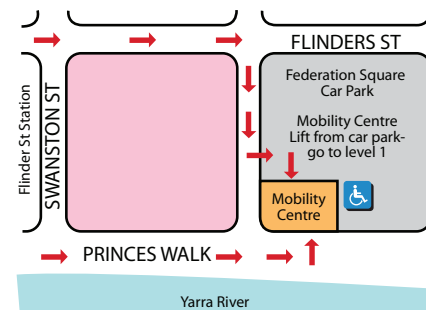 FLINDERS ST
Federation Square
Car Park
Mobility Centre
Lift from car park-
go to level 1
Flinder St Station
SWANSTON ST
Mobility
Centre
PRINCES WALK
Yarra River